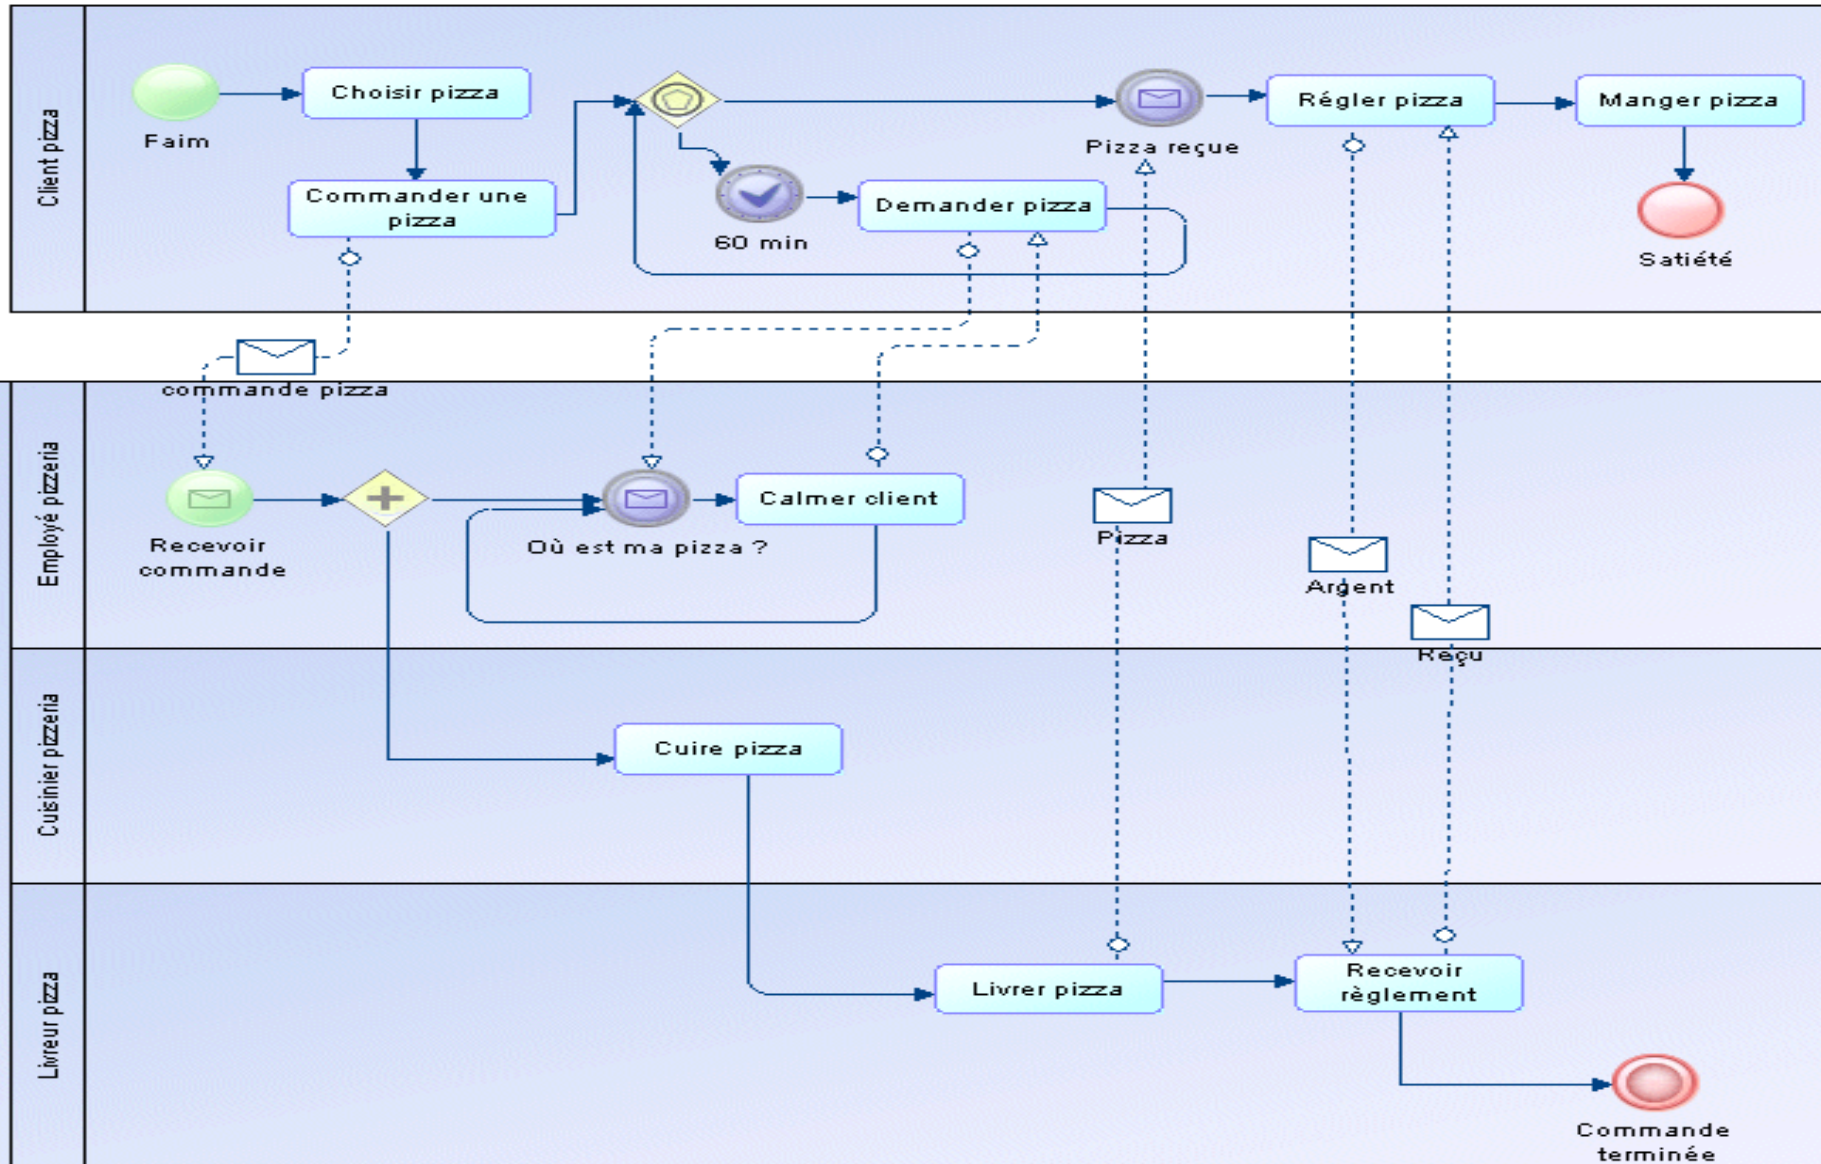 Client pizza
Faim
Choisir pizza
Commander une
pizza
60 min
Demander pizza
Pizza reçue
Régler pizza
Manger pizza
Satiété
commande pizza
Employé pizzeria
Recevoir
commande
Où est ma pizza ?
Calmer client
Pizza
Argent
Reçu
Cuisinier pizzeria
Cuire pizza
Livreur pizza
Livrer pizza
Recevoir
règlement
Commande
terminée